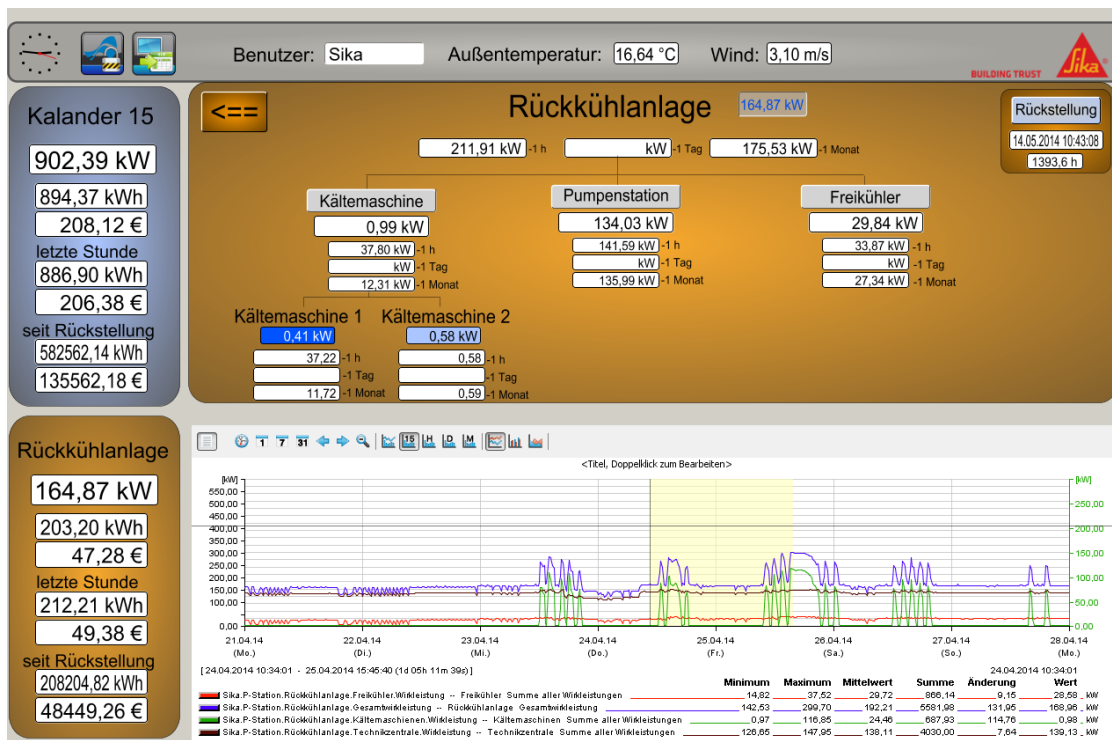 Benutzer: Sika Außentemperatur: 16,64 °C Wind: 3,10 m/s
BUILDING TRUST Sika
Kalander 15
902,39 kW
894,37 kWh
208,12 €
letzte Stunde
886,90 kWh
206,38 €
seit Rückstellung
582562,14 kWh
135562,18 €
<== Rückkühlanlage 164,87 kW
Rückstellung
14.05.2014 10:43:08
1393,6 h
211,91 kW -1 h kW -1 Tag 175,53 kW -1 Monat
Kältemaschine
0,99 kW
37,80 kW -1 h
kW -1 Tag
12,31 kW -1 Monat
Pumpenstation
134,03 kW
141,59 kW -1 h
kW -1 Tag
135,99 kW -1 Monat
Freikühler
29,84 kW
33,87 kW -1 h
kW -1 Tag
27,34 kW -1 Monat
Kältemaschine 1
0,41 kW
37,22 -1 h
-1 Tag
11,72 -1 Monat
Kältemaschine 2
0,58 kW
0,58 -1 h
-1 Tag
0,59 -1 Monat
Rückkühlanlage
164,87 kW
203,20 kWh
47,28 €
letzte Stunde
212,21 kWh
49,38 €
seit Rückstellung
208204,82 kWh
48449,26 €
1 7 31 15 H D M
<Titel, Doppelklick zum Bearbeiten>
[kW] [kW]
550,00
500,00 250,00
450,00
400,00 200,00
350,00
300,00 150,00
250,00
200,00 100,00
150,00
100,00 50,00
0,00 0,00
21.04.14 22.04.14 23.04.14 24.04.14 25.04.14 26.04.14 27.04.14 28.04.14
(Mo.) (Di.) (Mi.) (Do.) (Fr.) (Sa.) (So.) (Mo.)
[24.04.2014 10:34:01 - 25.04.2014 15:45:40 (1d 05h 11m 39s)] 24.04.2014 10:34:01
Minimum Maximum Mittelwert Summe Änderung Wert
Sika.P-Station.Rückkühlanlage.Freikühler.Wirkleistung -- Freikühler Summe aller Wirkleistungen 14,82 37,52 29,72 866,14 9,15 28,58 kW
Sika.P-Station.Rückkühlanlage.Gesamtwirkleistung -- Rückkühlanlage Gesamtwirkleistung 142,53 299,70 192,21 5581,98 131,95 168,96 kW
Sika.P-Station.Rückkühlanlage.Kältemaschienen.Wirkleistung -- Kältemaschinen Summe aller Wirkleistungen 0,97 116,85 24,46 687,93 114,76 0,98 kW
Sika.P-Station.Rückkühlanlage.Technikzentrale.Wirkleistung -- Technikzentrale Summe aller Wirkleistungen 126,65 147,95 138,11 4030,00 7,64 139,13 kW